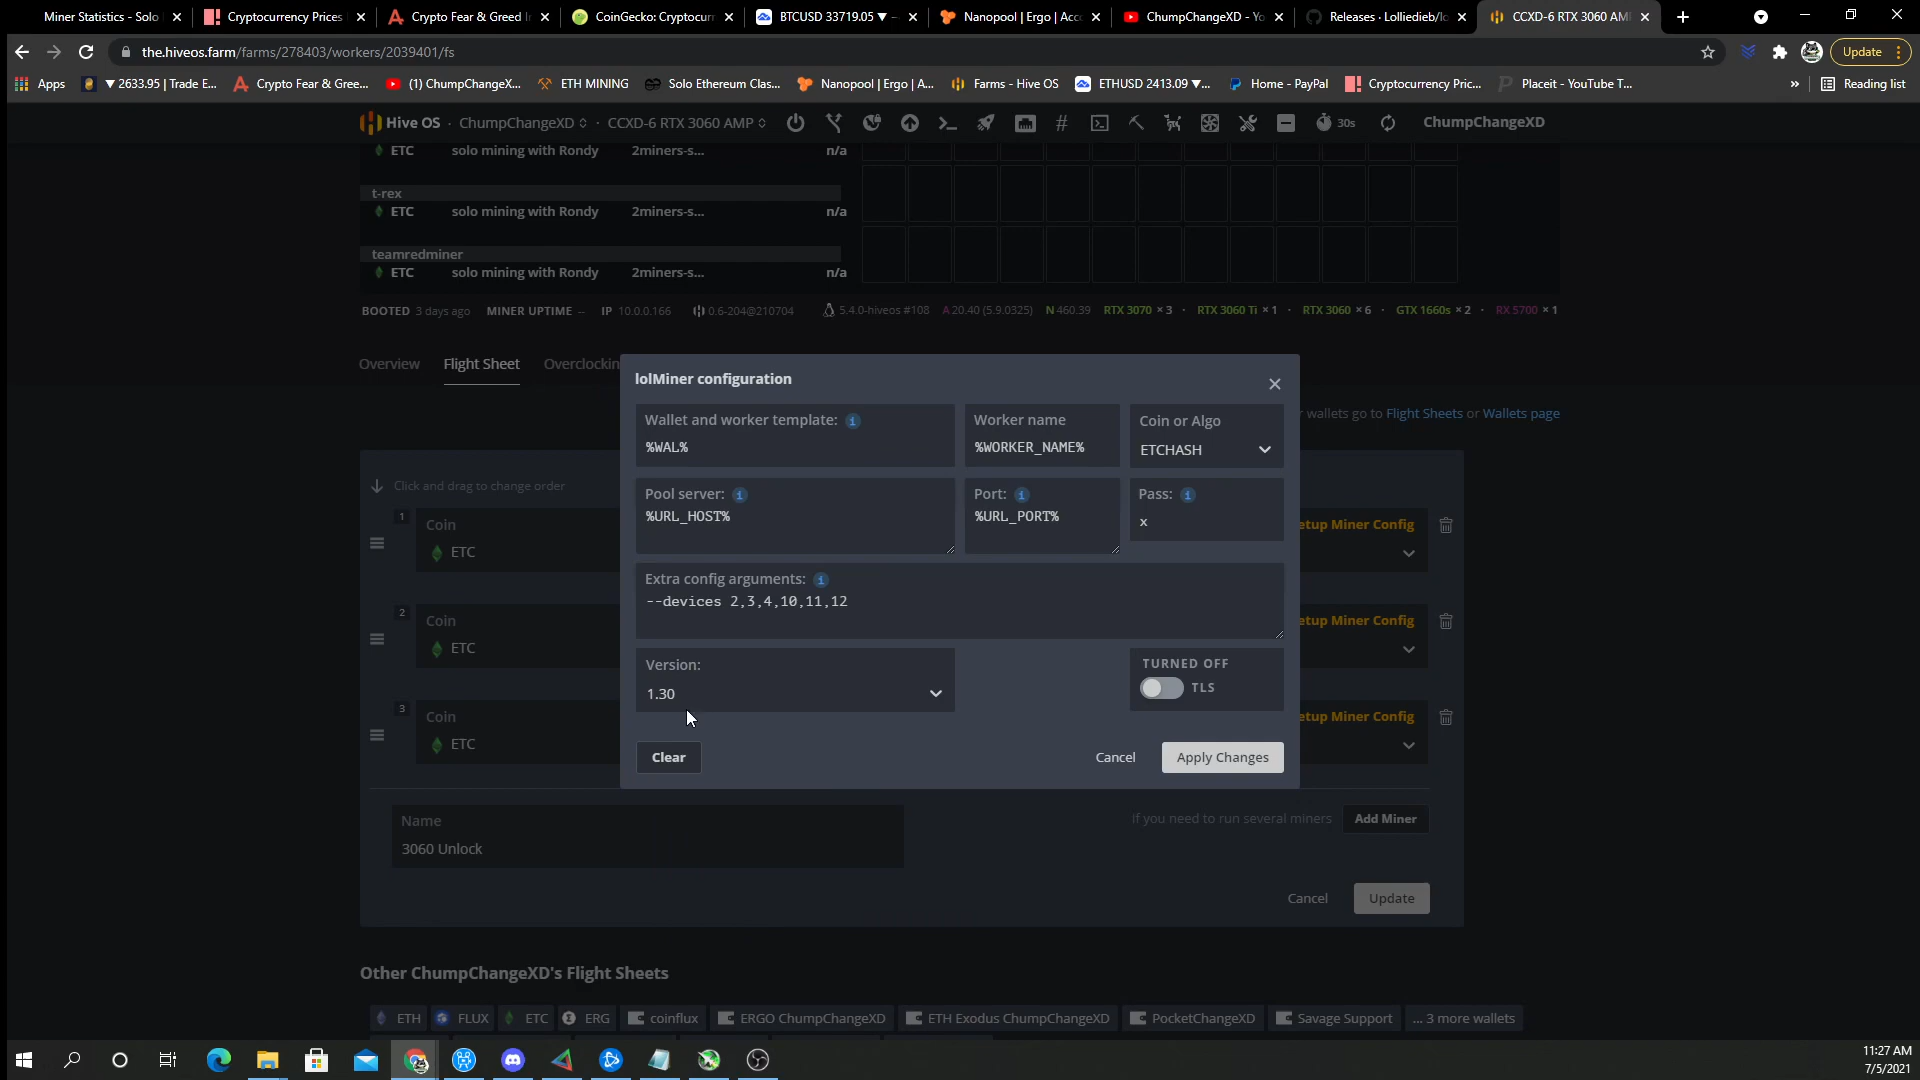 Miner Statistics - Solo
Cryptocurrency Prices
Crypto Fear & Greed I
CoinGecko: Cryptocur
BTCUSD 33719.05 ▼
Nanopool | Ergo | Acc
ChumpChangeXD - Yo
Releases · Lolliedieb/lo
CCXD-6 RTX 3060 AM
the.hiveos.farm/farms/278403/workers/2039401/fs
Update
Apps
▼ 2633.95 | Trade E...
Crypto Fear & Gree...
(1) ChumpChangeX...
ETH MINING
Solo Ethereum Clas...
Nanopool | Ergo | A...
Farms - Hive OS
ETHUSD 2413.09 ▼...
Home - PayPal
Cryptocurrency Pric...
Placeit - YouTube T...
»
Reading list
Hive OS · ChumpChangeXD · CCXD-6 RTX 3060 AMP
30s
ChumpChangeXD
ETC solo mining with Rondy 2miners-s... n/a
t-rex
ETC solo mining with Rondy 2miners-s... n/a
teamredminer
ETC solo mining with Rondy 2miners-s... n/a
BOOTED 3 days ago MINER UPTIME – IP 10.0.0.166 0.6-204@210704 5.4.0-hiveos #108 A 20.40 (5.9.0325) N 460.39 RTX 3070 ×3 · RTX 3060 Ti ×1 · RTX 3060 ×6 · GTX 1660s ×2 · RX 5700 ×1
Overview Flight Sheet Overclockin
r wallets go to Flight Sheets or Wallets page
lolMiner configuration
Wallet and worker template:
%WAL%
Worker name
%WORKER_NAME%
Coin or Algo
ETCHASH
Pool server:
%URL_HOST%
Port:
%URL_PORT%
Pass:
x
Extra config arguments:
--devices 2,3,4,10,11,12
Version:
1.30
TURNED OFF
TLS
Clear
Cancel
Apply Changes
Click and drag to change order
1
Coin
ETC
etup Miner Config
2
Coin
ETC
etup Miner Config
3
Coin
ETC
etup Miner Config
Name
3060 Unlock
If you need to run several miners
Add Miner
Cancel
Update
Other ChumpChangeXD's Flight Sheets
ETH
FLUX
ETC
ERG
coinflux
ERGO ChumpChangeXD
ETH Exodus ChumpChangeXD
PocketChangeXD
Savage Support
... 3 more wallets
11:27 AM
7/5/2021